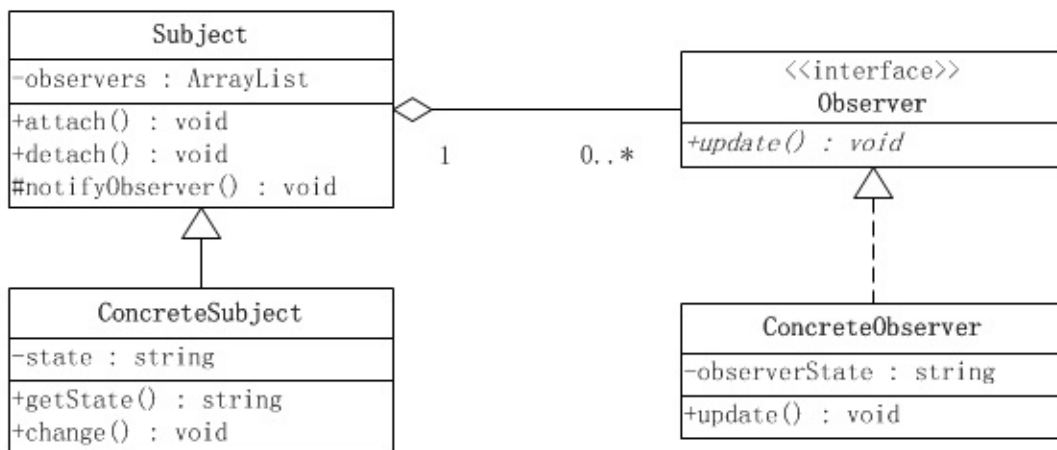 Subject
-observers : ArrayList
+attach() : void
+detach() : void
#notifyObserver() : void
1
0..*
<<interface>>
Observer
+update() : void
ConcreteSubject
-state : string
+getState() : string
+change() : void
ConcreteObserver
-observerState : string
+update() : void